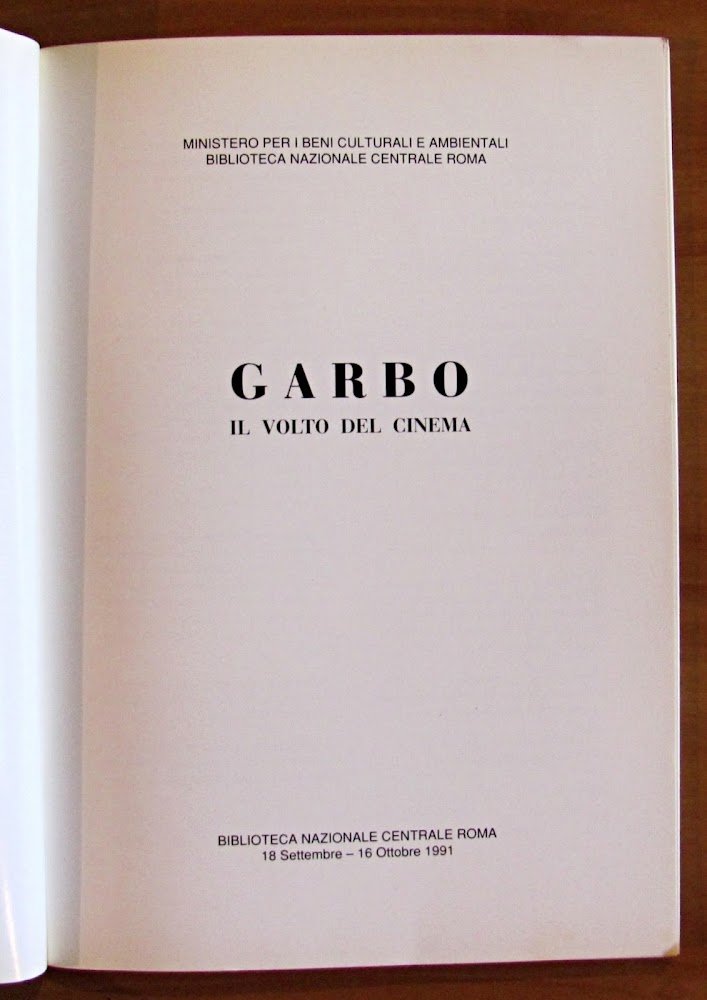 MINISTERO PER I BENI CULTURALI E AMBIENTALI
BIBLIOTECA NAZIONALE CENTRALE ROMA
GARBO
IL VOLTO DEL CINEMA
BIBLIOTECA NAZIONALE CENTRALE ROMA
18 Settembre – 16 Ottobre 1991